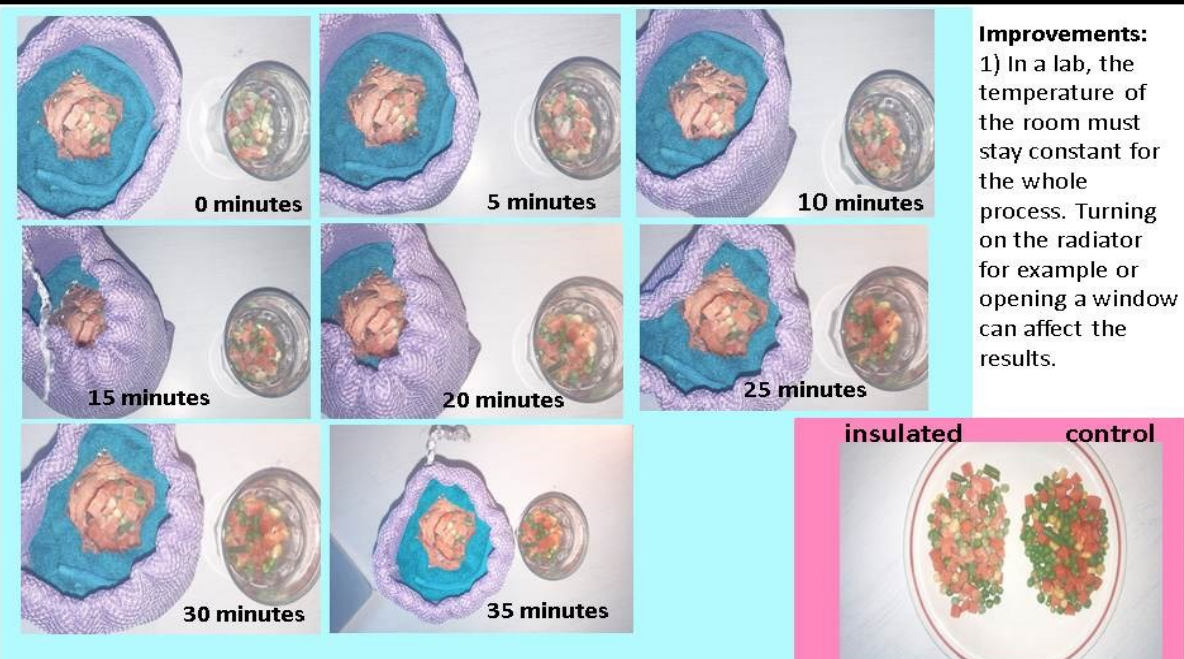 0 minutes
5 minutes
10 minutes
15 minutes
20 minutes
25 minutes
30 minutes
35 minutes
Improvements:
1) In a lab, the
temperature of
the room must
stay constant for
the whole
process. Turning
on the radiator
for example or
opening a window
can affect the
results.
insulated
control